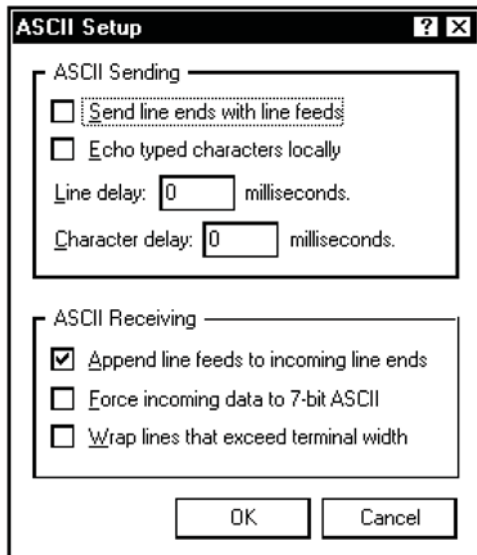 ASCII Setup
ASCII Sending
Send line ends with line feeds
Echo typed characters locally
Line delay: 0 milliseconds.
Character delay: 0 milliseconds.
ASCII Receiving
Append line feeds to incoming line ends
Force incoming data to 7-bit ASCII
Wrap lines that exceed terminal width
OK Cancel